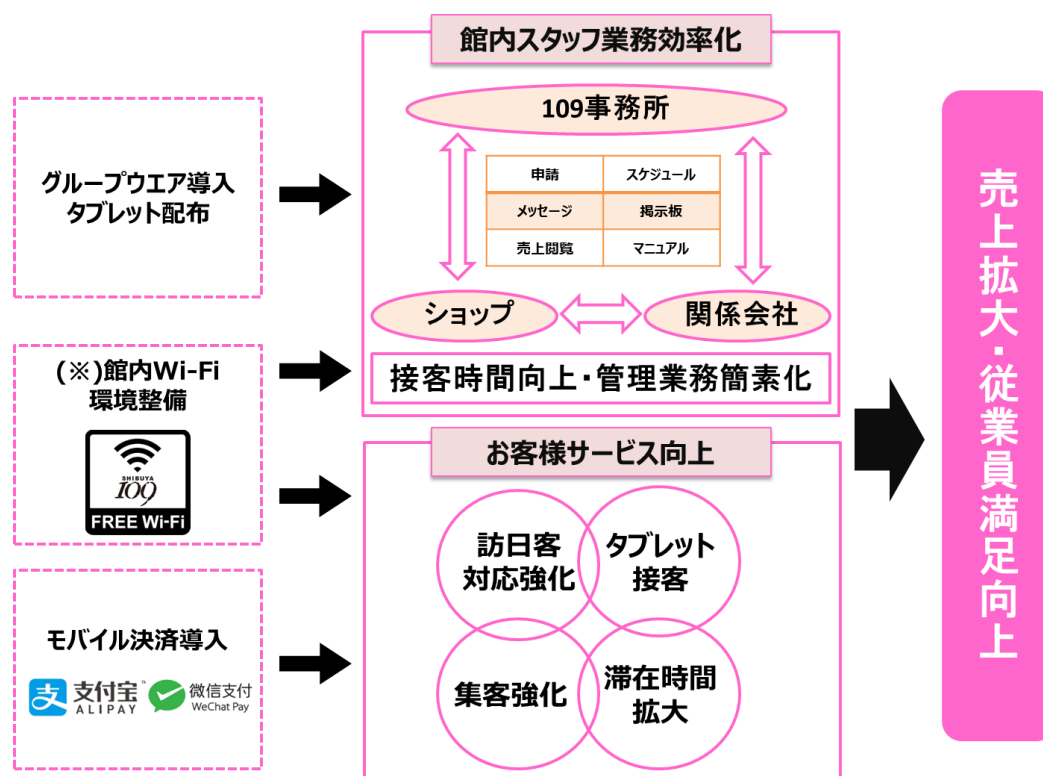 館内スタッフ業務効率化
109事務所
グループウエア導入
タブレット配布
申請 スケジュール
メッセージ 掲示板
売上閲覧 マニュアル
ショップ
関係会社
接客時間向上・管理業務簡素化
(※)館内Wi-Fi
環境整備
SHIBUYA
109
FREE Wi-Fi
お客様サービス向上
訪日客
対応強化
タブレット
接客
集客強化
滞在時間
拡大
モバイル決済導入
支 支付宝™
ALIPAY
微信支付
WeChat Pay
売上拡大・従業員満足向上